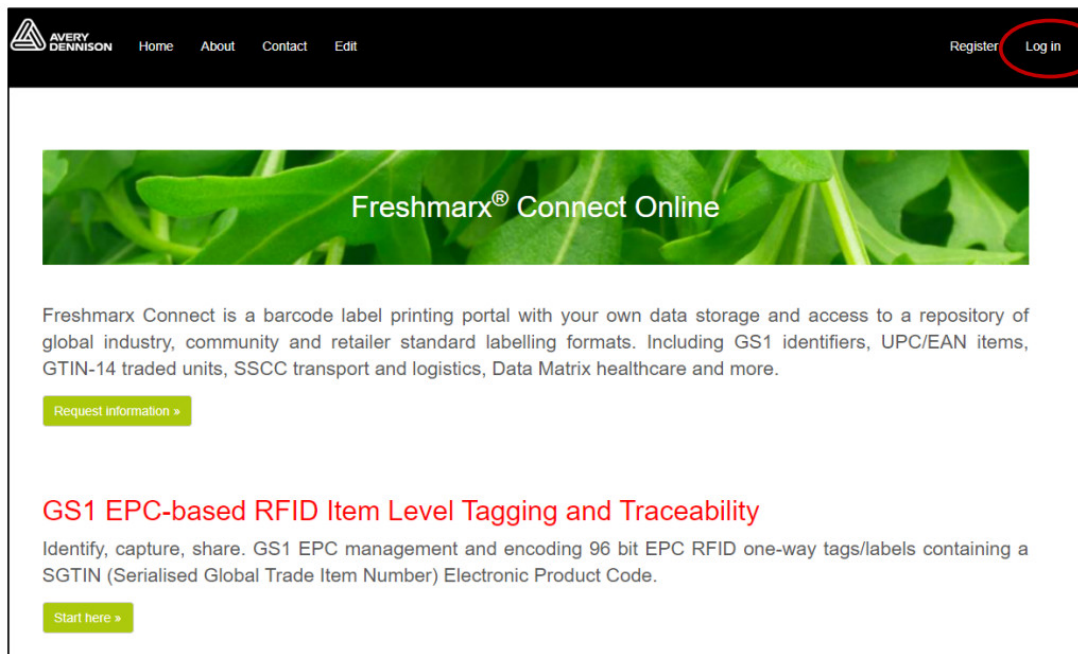 AVERY
DENNISON
Home About Contact Edit Register Log in
Freshmarx® Connect Online
Freshmarx Connect is a barcode label printing portal with your own data storage and access to a repository of
global industry, community and retailer standard labelling formats. Including GS1 identifiers, UPC/EAN items,
GTIN-14 traded units, SSCC transport and logistics, Data Matrix healthcare and more.
Request information »
GS1 EPC-based RFID Item Level Tagging and Traceability
Identify, capture, share. GS1 EPC management and encoding 96 bit EPC RFID one-way tags/labels containing a
SGTIN (Serialised Global Trade Item Number) Electronic Product Code.
Start here »